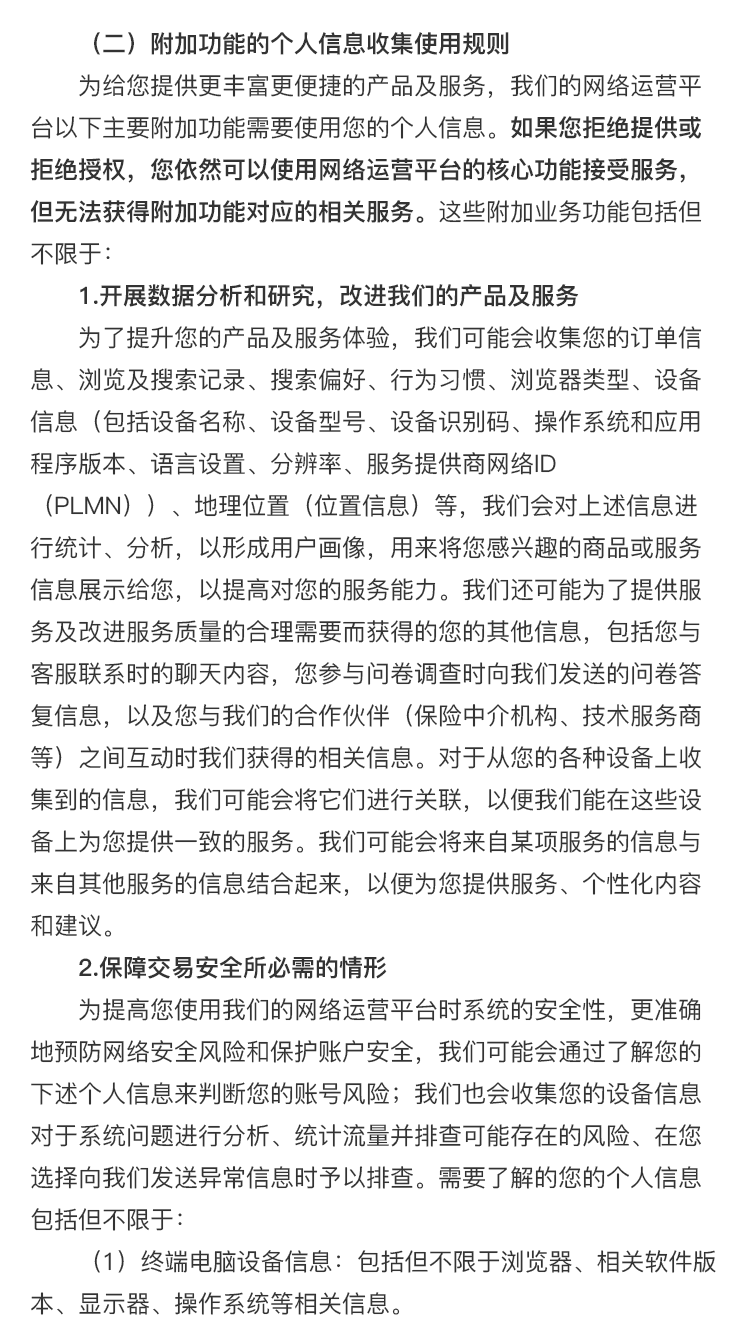 （二）附加功能的个人信息收集使用规则
为给您提供更丰富更便捷的产品及服务，我们的网络运营平
台以下主要附加功能需要使用您的个人信息。如果您拒绝提供或
拒绝授权，您依然可以使用网络运营平台的核心功能接受服务，
但无法获得附加功能对应的相关服务。这些附加业务功能包括但
不限于：
1.开展数据分析和研究，改进我们的产品及服务
为了提升您的产品及服务体验，我们可能会收集您的订单信
息、浏览及搜索记录、搜索偏好、行为习惯、浏览器类型、设备
信息（包括设备名称、设备型号、设备识别码、操作系统和应用
程序版本、语言设置、分辨率、服务提供商网络ID
（PLMN））、地理位置（位置信息）等，我们会对上述信息进
行统计、分析，以形成用户画像，用来将您感兴趣的商品或服务
信息展示给您，以提高对您的服务能力。我们还可能为了提供服
务及改进服务质量的合理需要而获得的您的其他信息，包括您与
客服联系时的聊天内容，您参与问卷调查时向我们发送的问卷答
复信息，以及您与我们的合作伙伴（保险中介机构、技术服务商
等）之间互动时我们获得的相关信息。对于从您的各种设备上收
集到的信息，我们可能会将它们进行关联，以便我们能在这些设
备上为您提供一致的服务。我们可能会将来自某项服务的信息与
来自其他服务的信息结合起来，以便为您提供服务、个性化内容
和建议。
2.保障交易安全所必需的情形
为提高您使用我们的网络运营平台时系统的安全性，更准确
地预防网络安全风险和保护账户安全，我们可能会通过了解您的
下述个人信息来判断您的账号风险；我们也会收集您的设备信息
对于系统问题进行分析、统计流量并排查可能存在的风险、在您
选择向我们发送异常信息时予以排查。需要了解的您的个人信息
包括但不限于：
（1）终端电脑设备信息：包括但不限于浏览器、相关软件版
本、显示器、操作系统等相关信息。